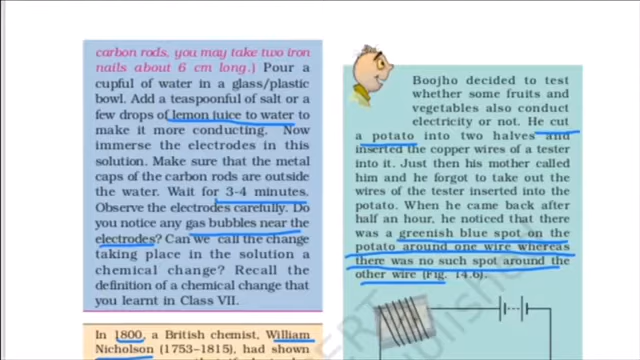 carbon rods, you may take two iron
nails about 6 cm long.) Pour a
cupful of water in a glass/plastic
bowl. Add a teaspoonful of salt or a
few drops of lemon juice to water to
make it more conducting. Now
immerse the electrodes in this
solution. Make sure that the metal
caps of the carbon rods are outside
the water. Wait for 3-4 minutes.
Observe the electrodes carefully. Do
you notice any gas bubbles near the
electrodes? Can we call the change
taking place in the solution a
chemical change? Recall the
definition of a chemical change that
you learnt in Class VII.
In 1800, a British chemist, William
Nicholson (1753–1815), had shown
Boojho decided to test
whether some fruits and
vegetables also conduct
electricity or not. He cut
a potato into two halves and
inserted the copper wires of a tester
into it. Just then his mother called
him and he forgot to take out the
wires of the tester inserted into the
potato. When he came back after
half an hour, he noticed that there
was a greenish blue spot on the
potato around one wire whereas
there was no such spot around the
other wire (Fig. 14.6).